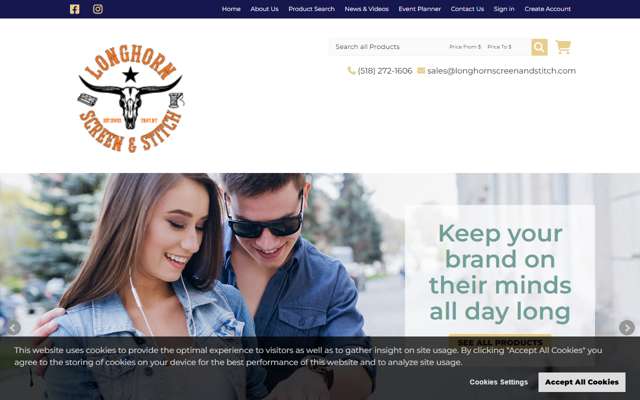 Home About Us Product Search News & Videos Event Planner Contact Us Sign in Create Account
LONGHORN
SCREEN & STITCH
Search all Products Price From $ Price To $
(518) 272-1606 sales@longhornscreenandstitch.com
Keep your
brand on
their minds
all day long
SEE ALL PRODUCTS
This website uses cookies to provide the optimal experience to visitors as well as to gather insight on site usage. By clicking "Accept All Cookies" you
agree to the storing of cookies on your device for the best performance of this website and to analyze site usage.
Cookies Settings Accept All Cookies